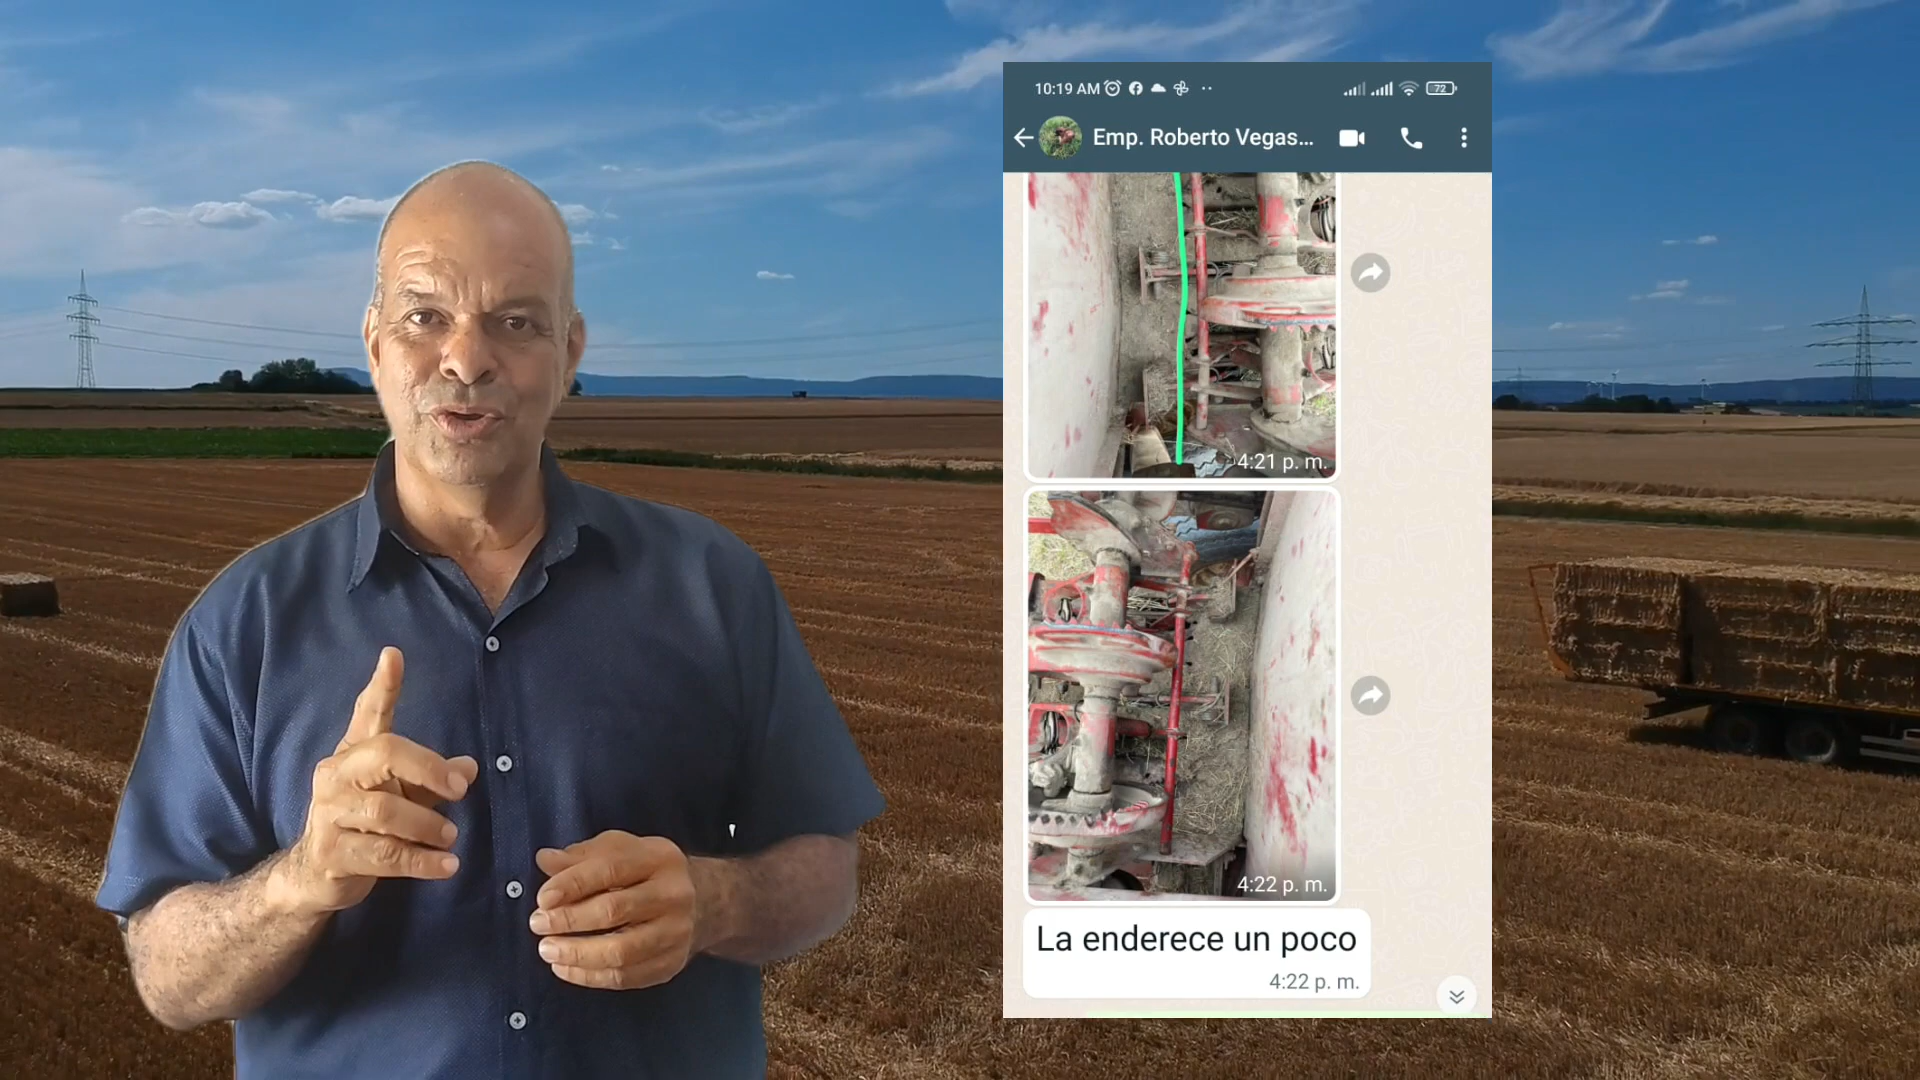 10:19 AM
72
Emp. Roberto Vegas...
4:21 p. m.
4:22 p. m.
La enderece un poco
4:22 p. m.